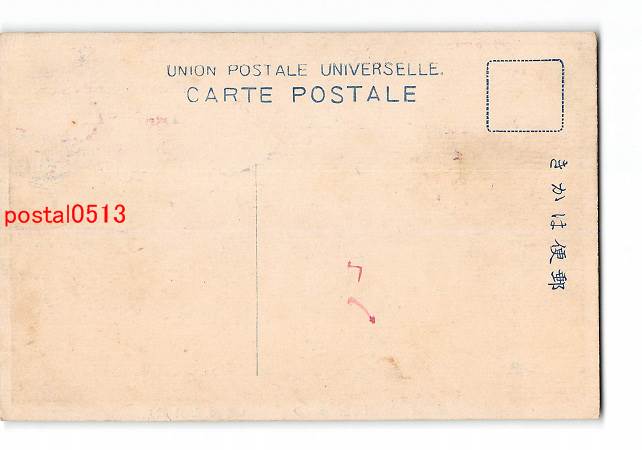 UNION POSTALE UNIVERSELLE.
CARTE POSTALE
きかは便郵
postal0513